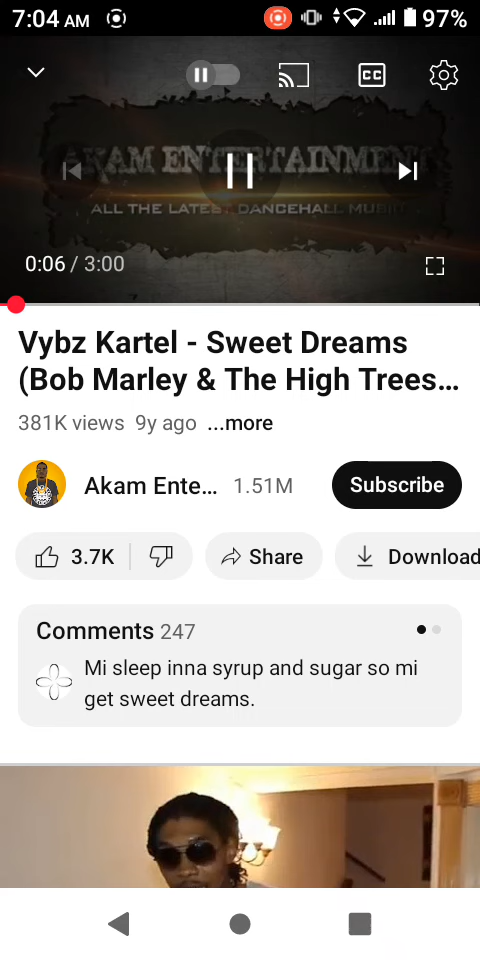 7:04 AM
97%
CC
AKAM ENTERTAINMENT
ALL THE LATEST DANCEHALL MUSIC
0:06 / 3:00
Vybz Kartel - Sweet Dreams
(Bob Marley & The High Trees...
381K views 9y ago ...more
Akam Ente... 1.51M
Subscribe
3.7K
Share
Download
Comments 247
Mi sleep inna syrup and sugar so mi
get sweet dreams.